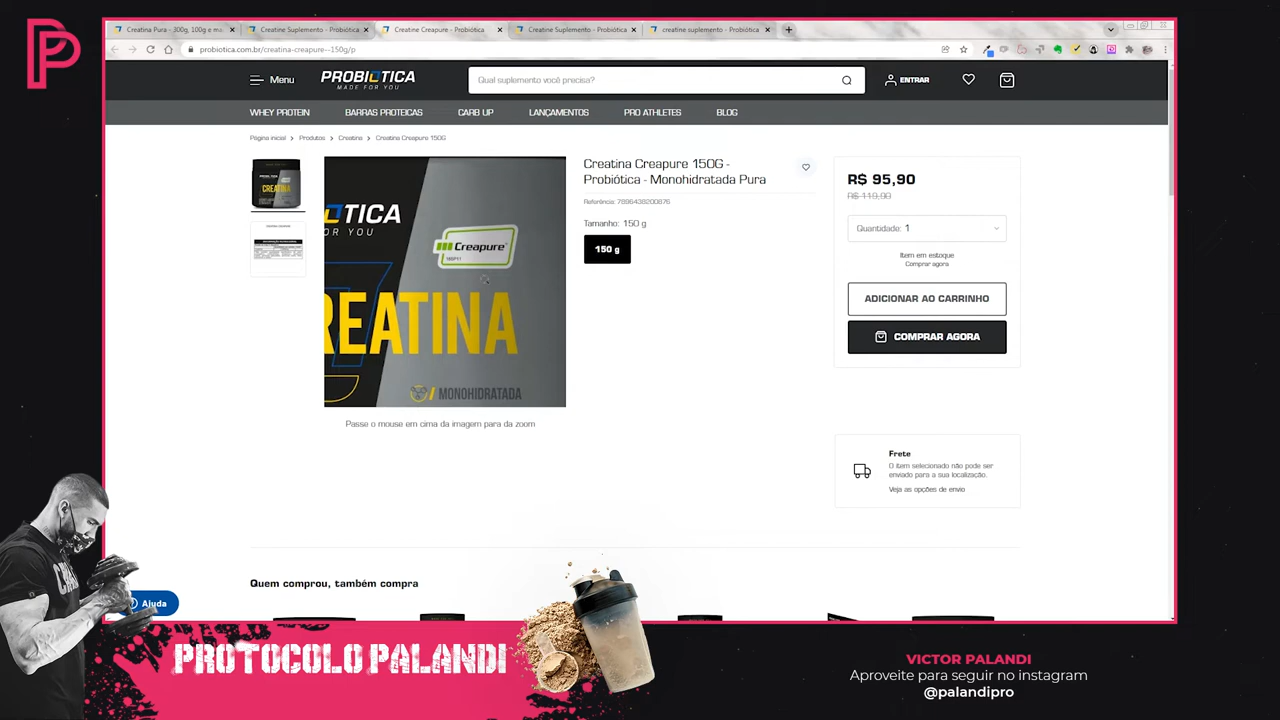 Creatina Pura - 300g, 100g e ma
Creatine Suplemento - Probiótica
Creatine Creapure - Probiótica
Creatine Suplemento - Probiótica
creatine suplemento - Probiótica
probiotica.com.br/creatina-creapure--150g/p
Menu
PROBIOTICA
MADE FOR YOU
Qual suplemento você precisa?
ENTRAR
WHEY PROTEIN
BARRAS PROTEICAS
CARB UP
LANÇAMENTOS
PRO ATHLETES
BLOG
Página inicial > Produtos > Creatina > Creatina Creapure 150G
TICA
FOR YOU
Creapure®
CREATINA
/ MONOHIDRATADA
Passe o mouse em cima da imagem para da zoom
Creatina Creapure 150G -
Probiótica - Monohidratada Pura
Referência: 7896438200876
Tamanho: 150 g
150 g
R$ 95,90
R$ 119,90
Quantidade: 1
Item em estoque
Comprar agora
ADICIONAR AO CARRINHO
COMPRAR AGORA
Frete
O item selecionado não pode ser
enviado para a sua localização.
Veja as opções de envio
Quem comprou, também compra
Ajuda
PROTOCOLO PALANDI
VICTOR PALANDI
Aproveite para seguir no instagram
@palandipro